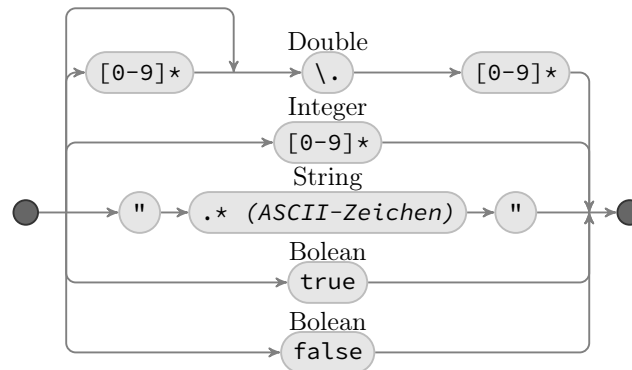 Double
[0-9]* \. [0-9]*
Integer
[0-9]*
String
" .* (ASCII-Zeichen) "
Bolean
true
Bolean
false